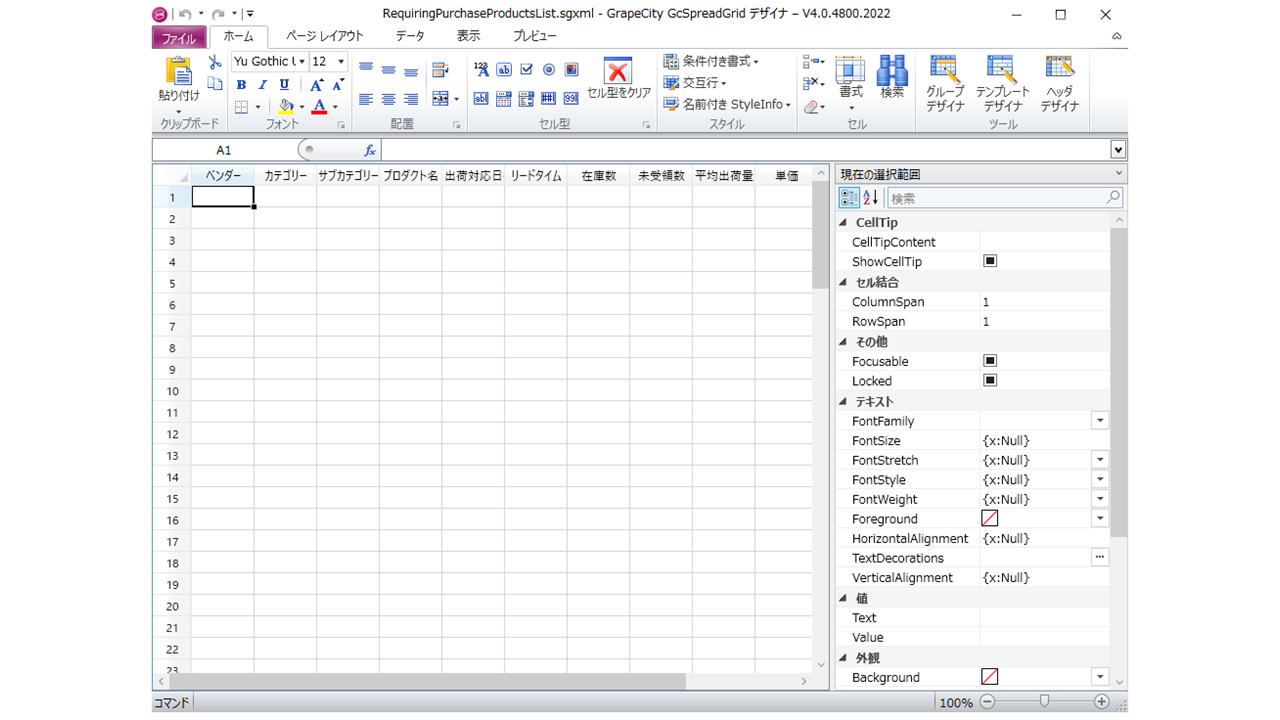 RequiringPurchaseProductsList.sgxml - GrapeCity GcSpreadGrid デザイナ – V4.0.4800.2022
ファイル ホーム ページ レイアウト データ 表示 プレビュー
Yu Gothic 12
貼り付け B I U A A A セル型をクリア
条件付き書式
交互行
名前付き StyleInfo
書式 検索 グループ デザイナ テンプレート デザイナ ヘッダ デザイナ
クリップボード フォント 配置 セル型 スタイル セル ツール
A1 fx
ベンダー カテゴリー サブカテゴリー プロダクト名 出荷対応日 リードタイム 在庫数 未受領数 平均出荷量 単価
1
2
3
4
5
6
7
8
9
10
11
12
13
14
15
16
17
18
19
20
21
22
23
現在の選択範囲
検索
CellTip
CellTipContent
ShowCellTip
セル結合
ColumnSpan 1
RowSpan 1
その他
Focusable
Locked
テキスト
FontFamily
FontSize {x:Null}
FontStretch {x:Null}
FontStyle {x:Null}
FontWeight {x:Null}
Foreground
HorizontalAlignment {x:Null}
TextDecorations
VerticalAlignment {x:Null}
値
Text
Value
外観
Background
コマンド 100%